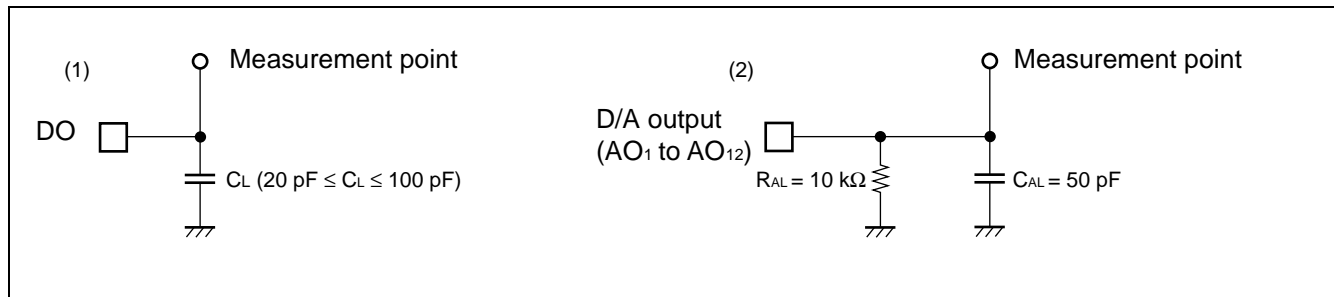 (1)
Measurement point
DO
CL (20 pF ≤ CL ≤ 100 pF)
(2)
Measurement point
D/A output
(AO1 to AO12)
RAL = 10 kΩ
CAL = 50 pF